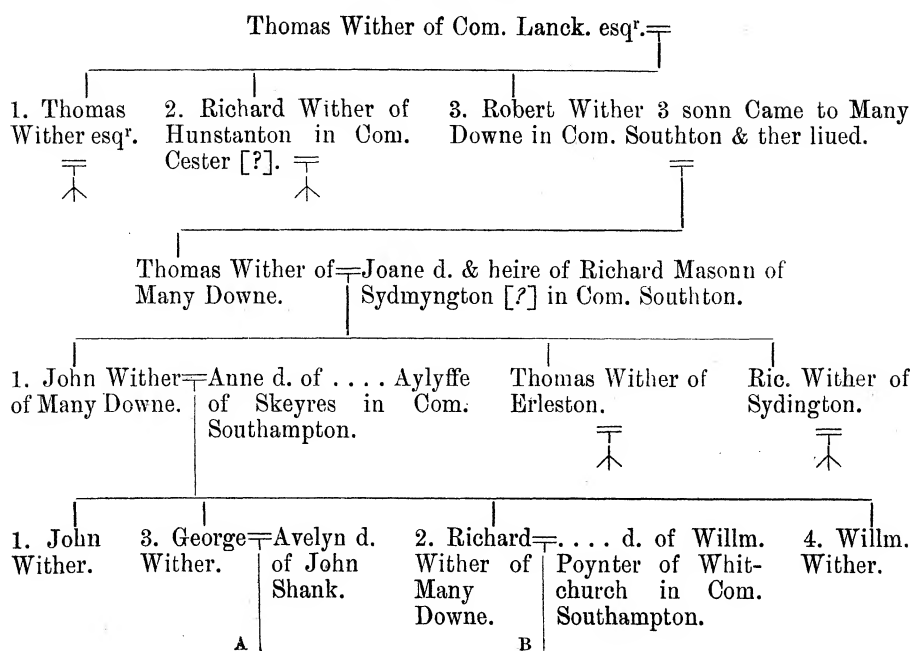 Thomas Wither of Com. Lanck. esqr.
1. Thomas
Wither esqr.
2. Richard Wither of
Hunstanton in Com.
Cester [?].
3. Robert Wither 3 sonn Came to Many
Downe in Com. Southton & ther liued.
Thomas Wither of
Many Downe.
Joane d. & heire of Richard Masonn of
Sydmyngton [?] in Com. Southton.
1. John Wither
of Many Downe.
Anne d. of .... Aylyffe
of Skeyres in Com.
Southampton.
Thomas Wither of
Erleston.
Ric. Wither of
Sydington.
1. John
Wither.
3. George
Wither.
Avelyn d.
of John
Shank.
2. Richard
Wither of
Many
Downe.
.... d. of Willm.
Poynter of Whit-
church in Com.
Southampton.
4. Willm.
Wither.
A
B